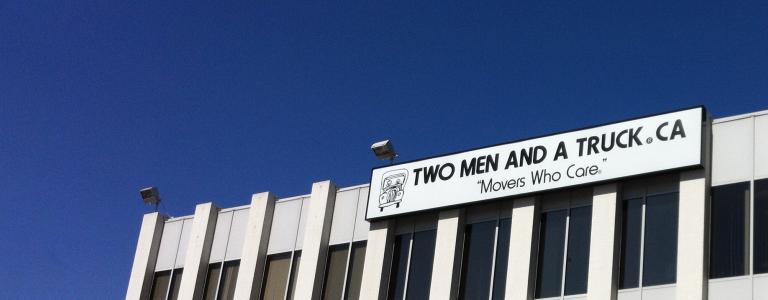 TWO MEN AND A TRUCK®.CA
"Movers Who Care®"